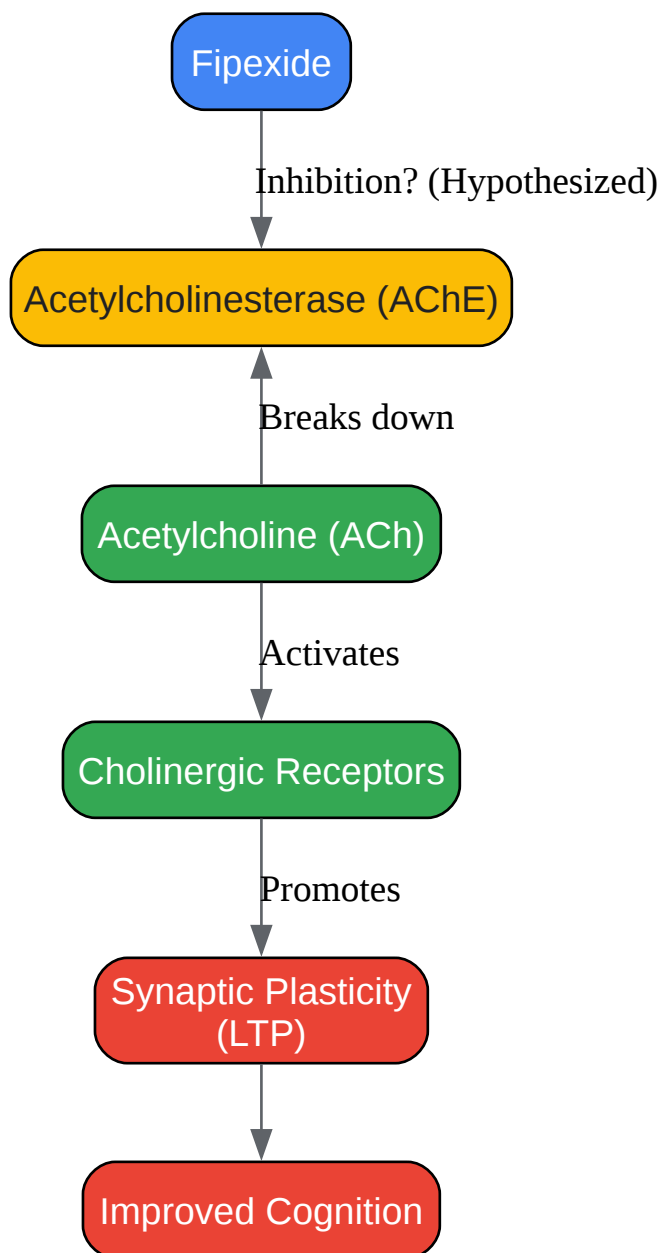 Fipexide
Inhibition? (Hypothesized)
Acetylcholinesterase (AChE)
Breaks down
Acetylcholine (ACh)
Activates
Cholinergic Receptors
Promotes
Synaptic Plasticity
(LTP)
Improved Cognition